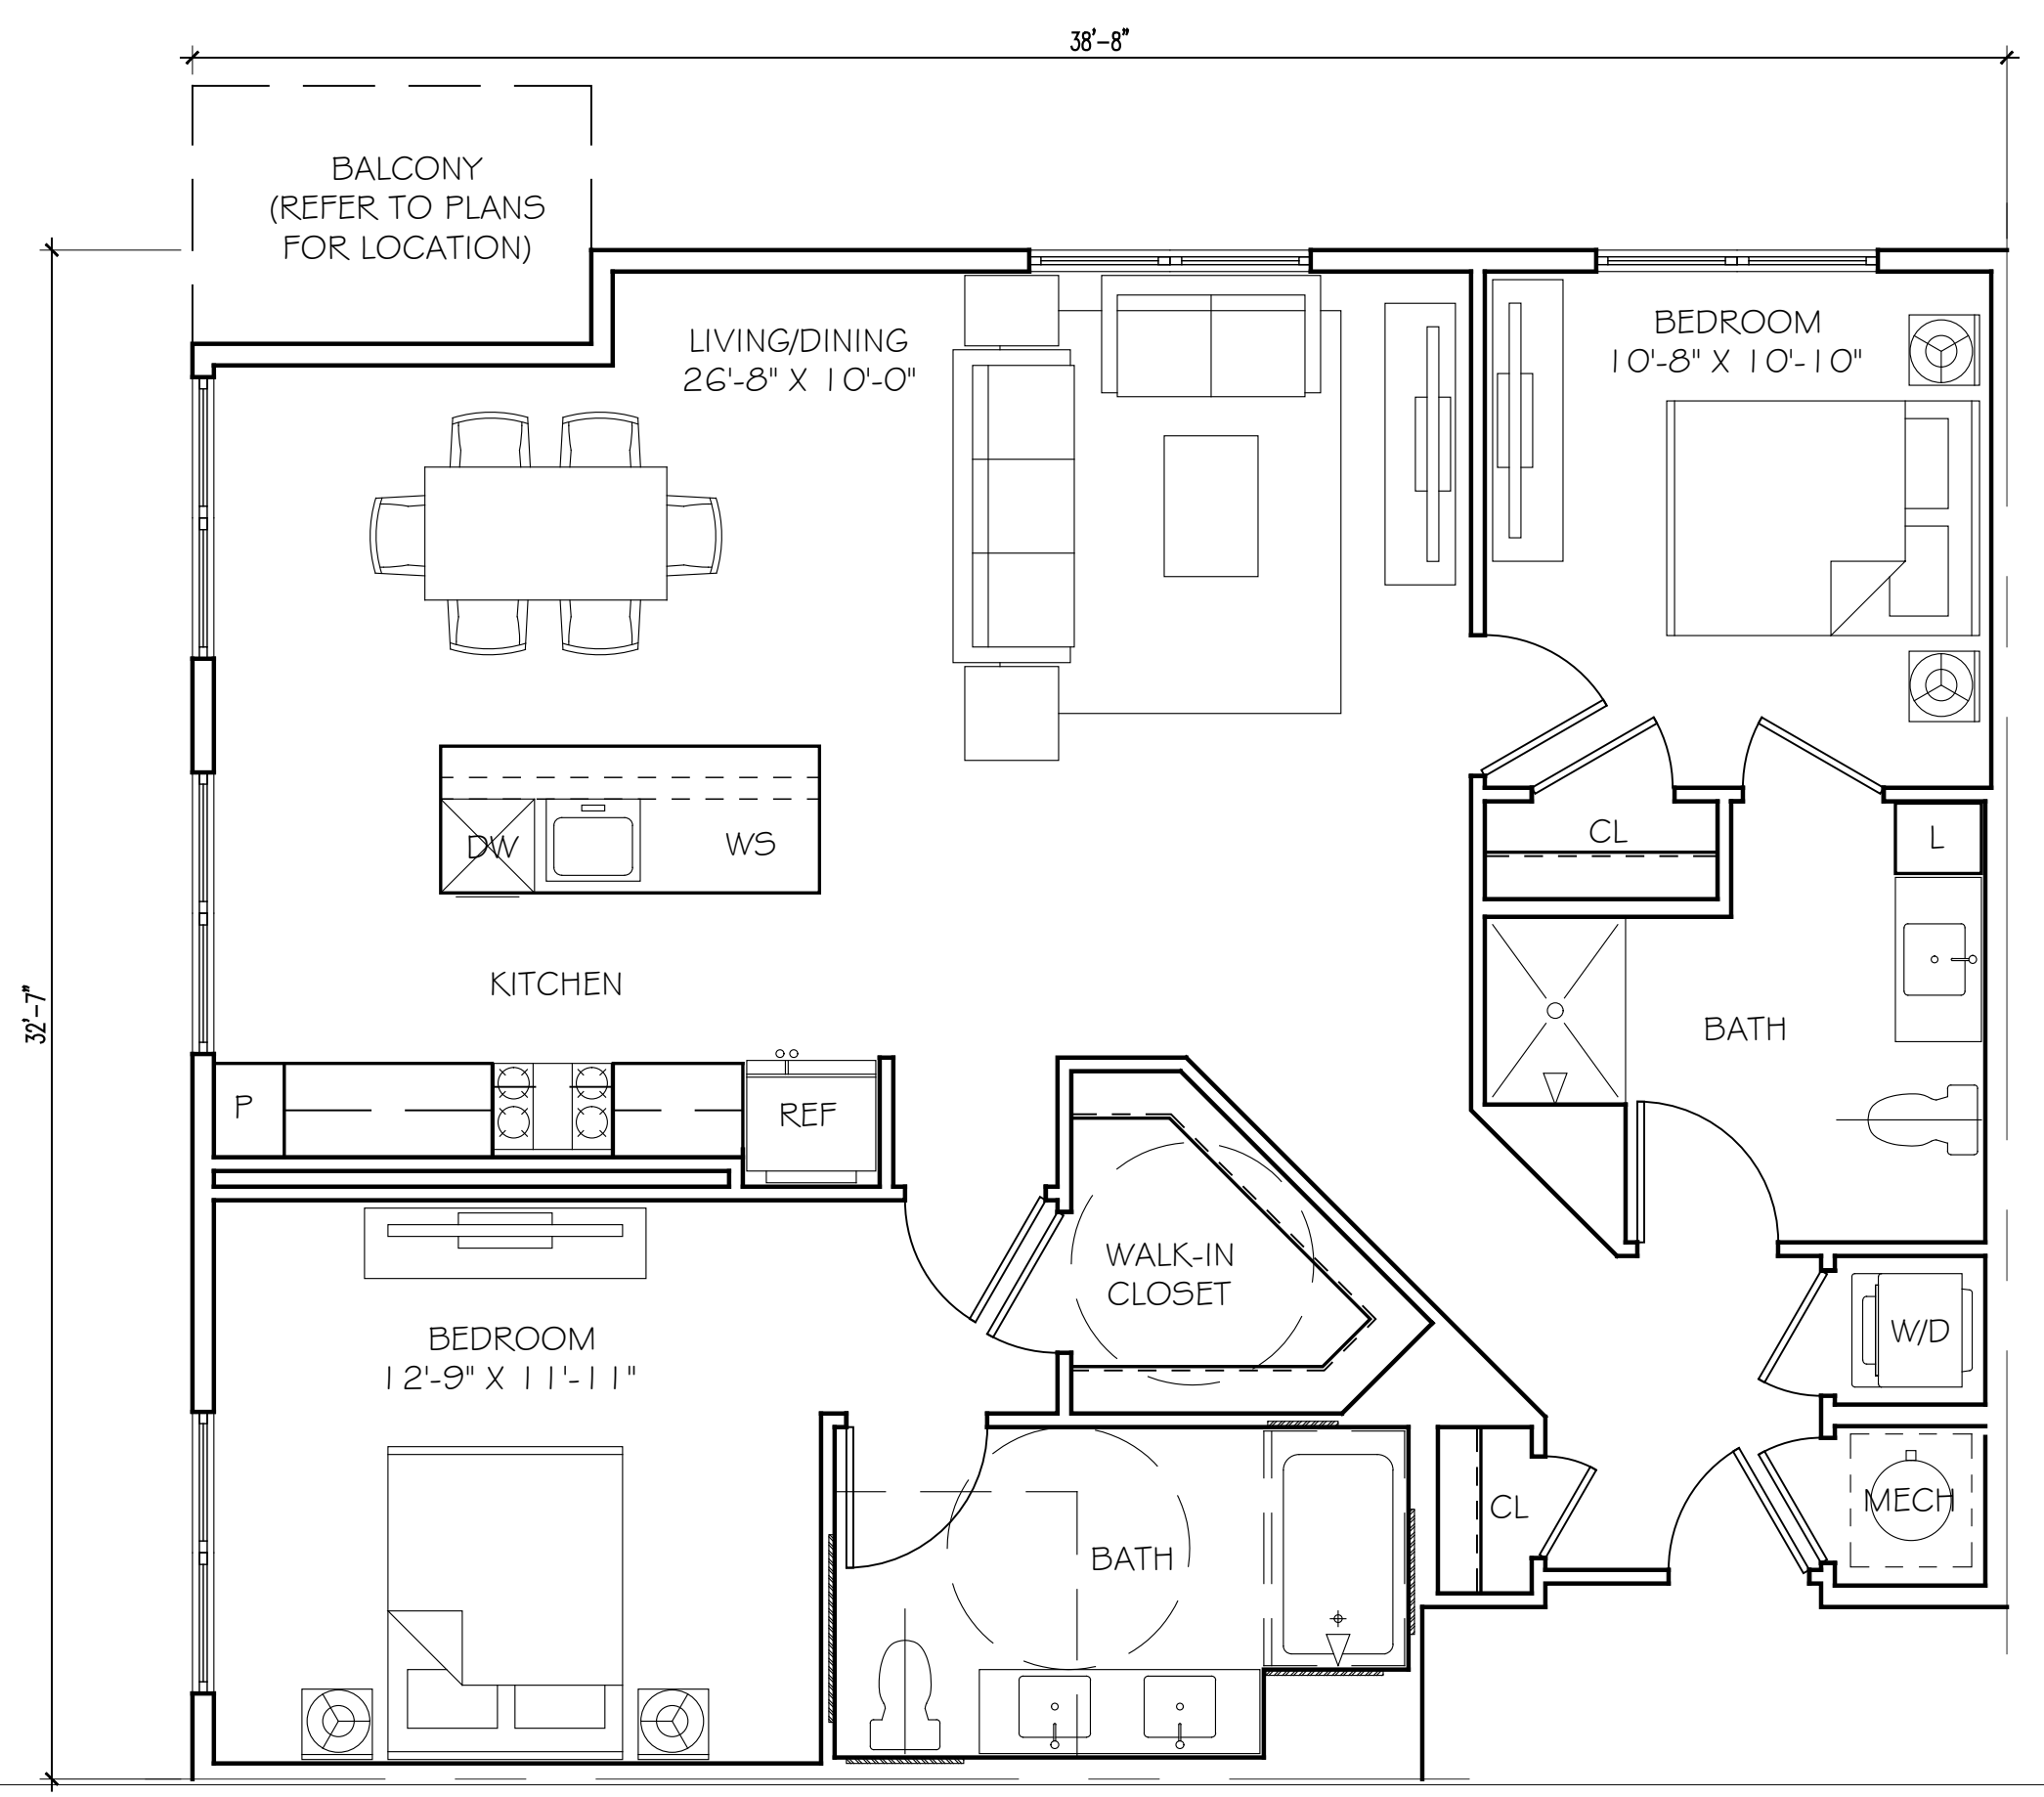 38'-8"
BALCONY
(REFER TO PLANS
FOR LOCATION)
LIVING/DINING
26'-8" X 10'-0"
BEDROOM
10'-8" X 10'-10"
CL
L
DW
WS
KITCHEN
32'-7"
BATH
P
REF
WALK-IN
CLOSET
W/D
BEDROOM
12'-9" X 11'-11"
MECH
CL
BATH